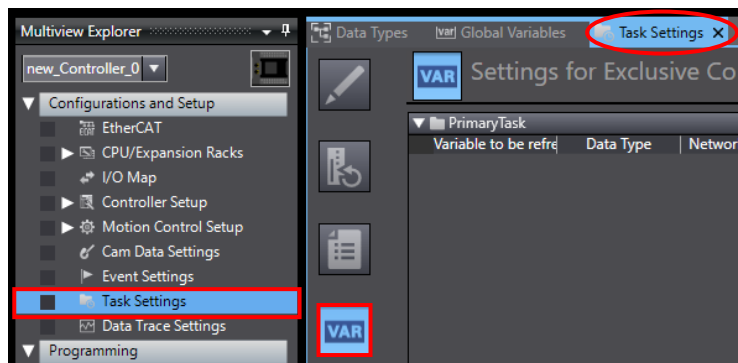 Multiview Explorer
new_Controller_0
Configurations and Setup
EtherCAT
CPU/Expansion Racks
I/O Map
Controller Setup
Motion Control Setup
Cam Data Settings
Event Settings
Task Settings
Data Trace Settings
Programming
Data Types
var Global Variables
Task Settings
VAR
Settings for Exclusive Co
PrimaryTask
Variable to be refre Data Type Networ
VAR